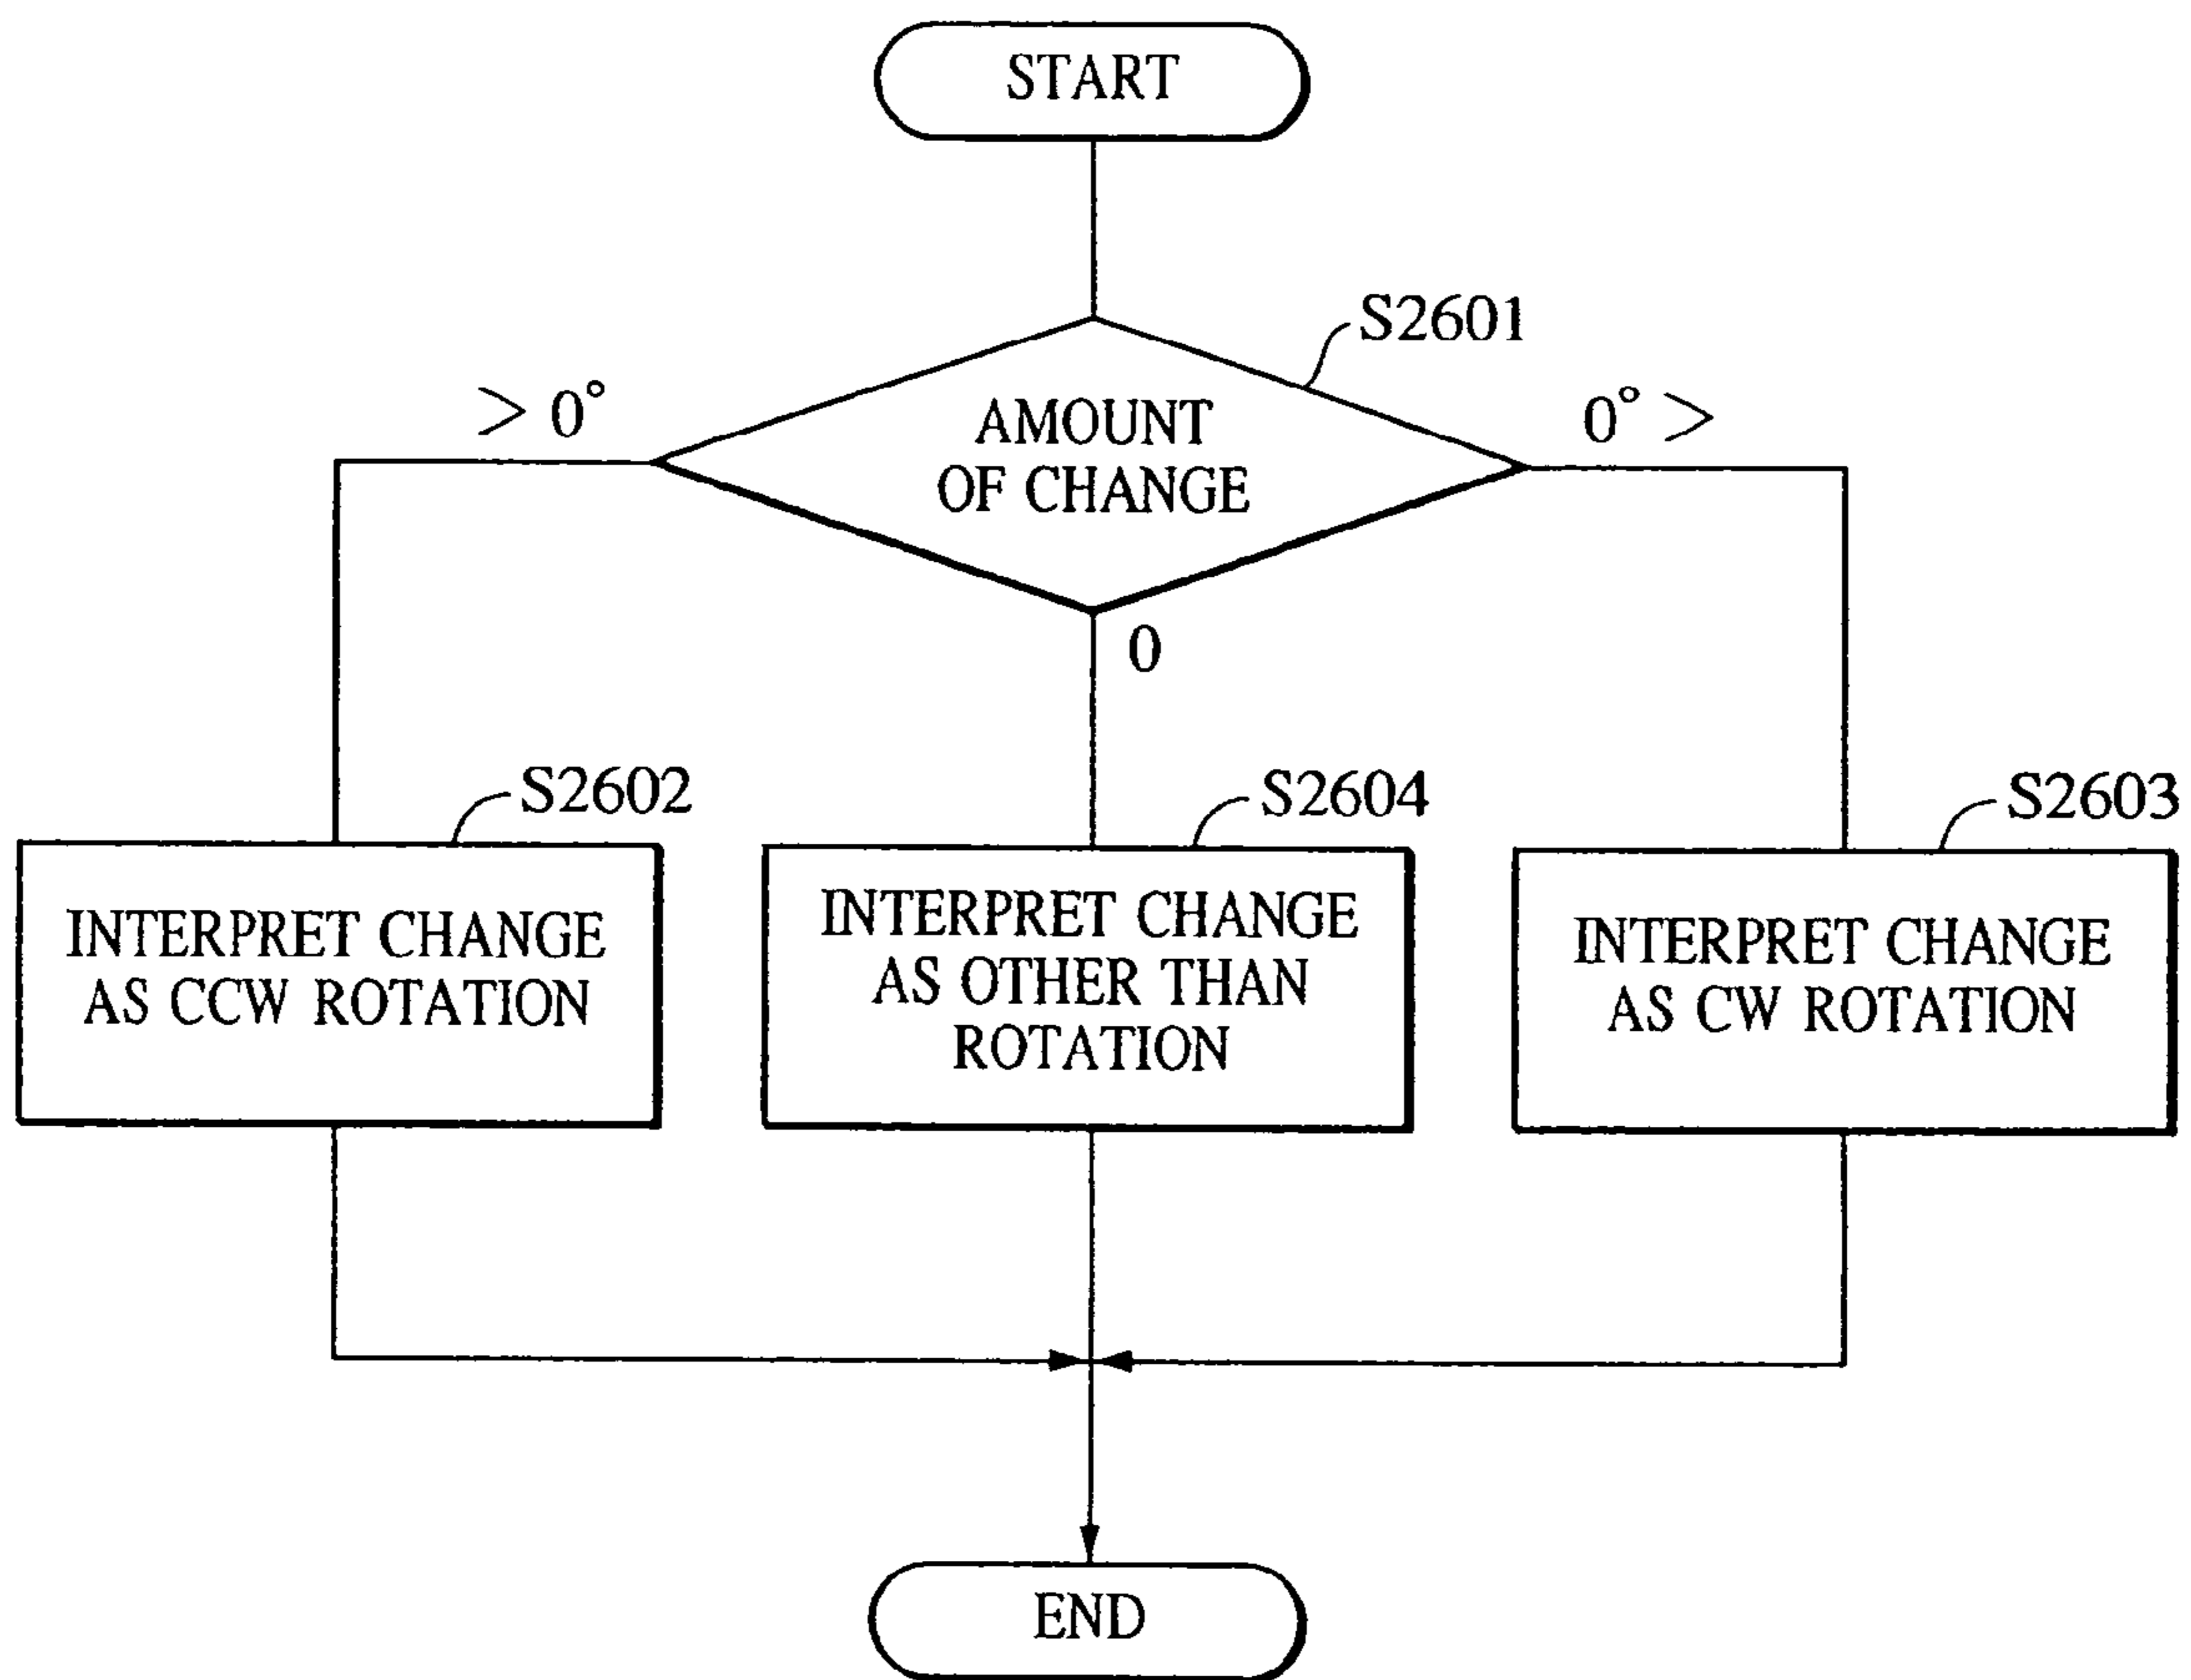 START
S2601
> 0°
AMOUNT
OF CHANGE
0° >
0
S2602
INTERPRET CHANGE
AS CCW ROTATION
S2604
INTERPRET CHANGE
AS OTHER THAN
ROTATION
S2603
INTERPRET CHANGE
AS CW ROTATION
END